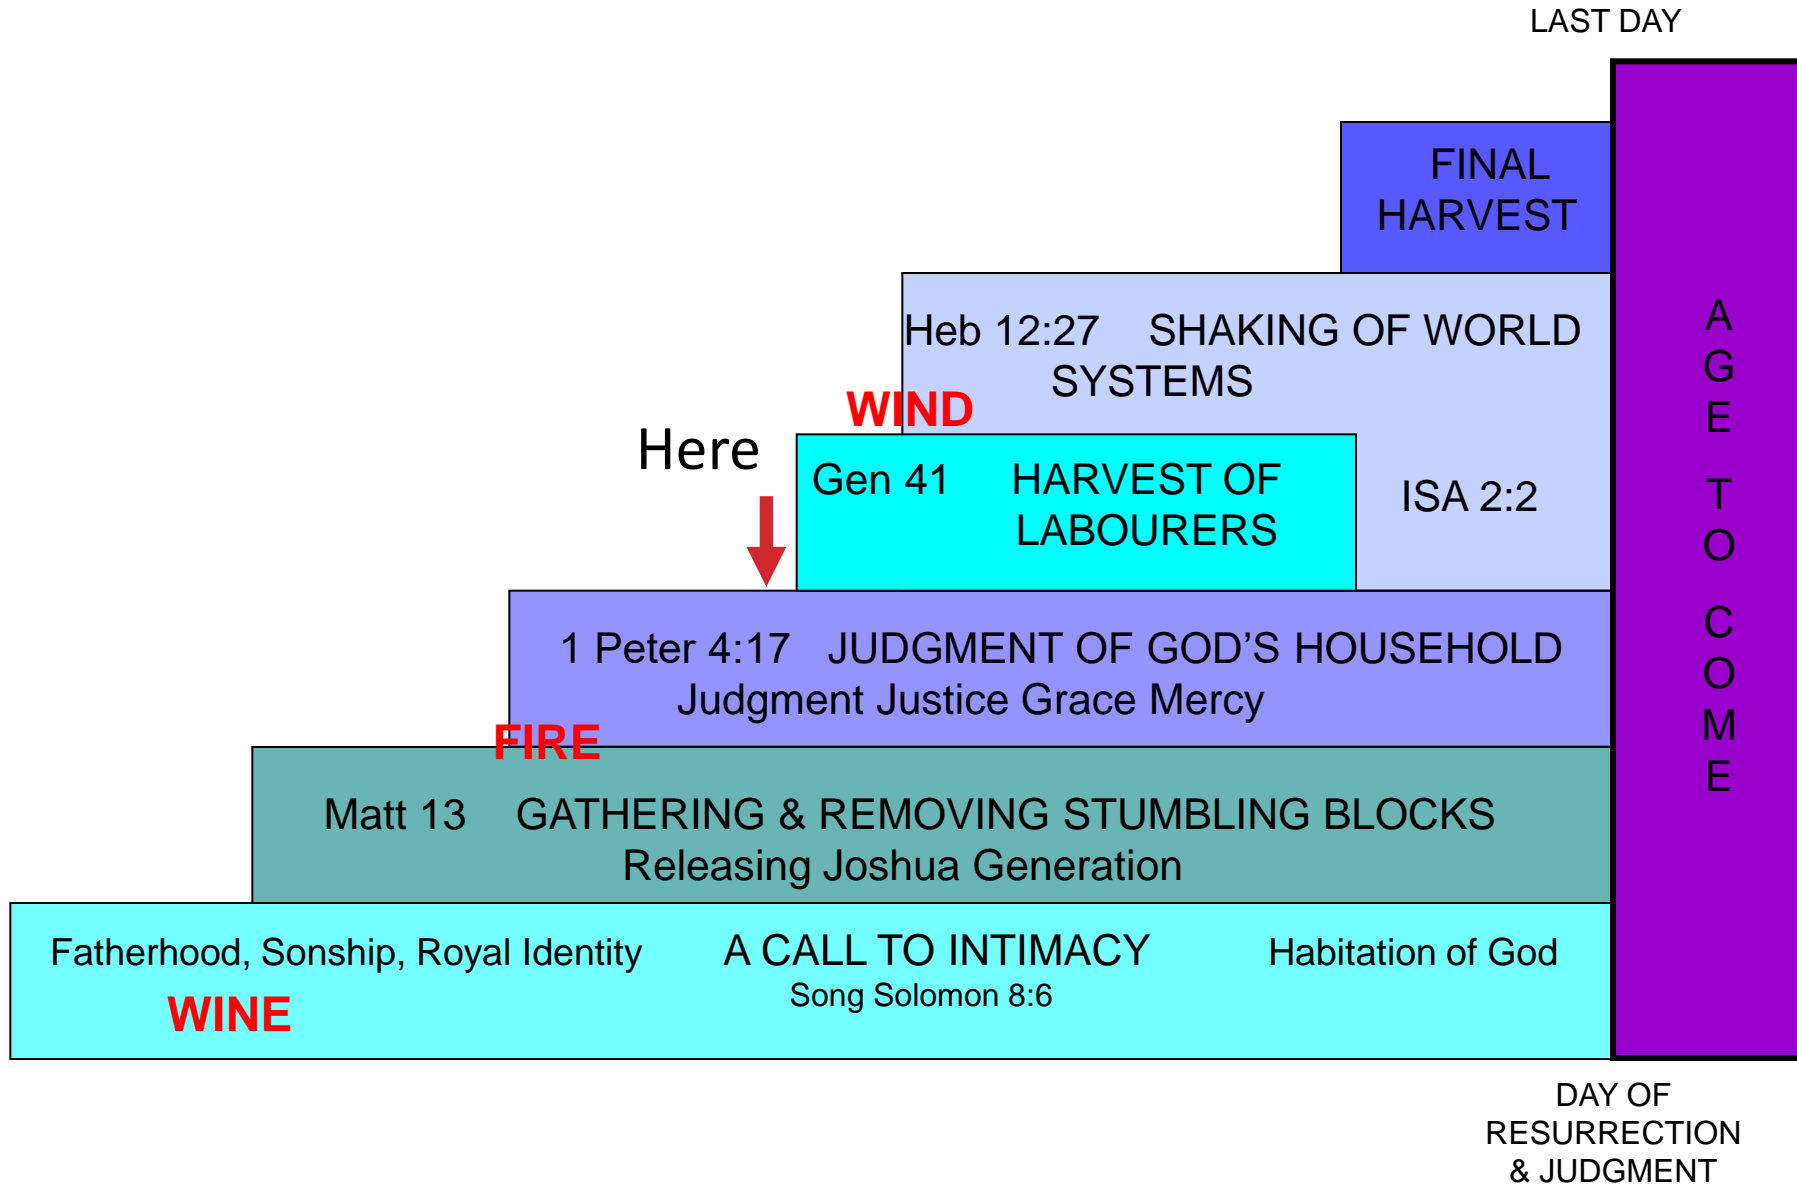 LAST DAY
FINAL
HARVEST
Heb 12:27 SHAKING OF WORLD
SYSTEMS
WIND
Here
Gen 41 HARVEST OF
LABOURERS
ISA 2:2
1 Peter 4:17 JUDGMENT OF GOD’S HOUSEHOLD
Judgment Justice Grace Mercy
FIRE
Matt 13 GATHERING & REMOVING STUMBLING BLOCKS
Releasing Joshua Generation
Fatherhood, Sonship, Royal Identity A CALL TO INTIMACY Habitation of God
Song Solomon 8:6
WINE
A
G
E
T
O
C
O
M
E
DAY OF
RESURRECTION
& JUDGMENT